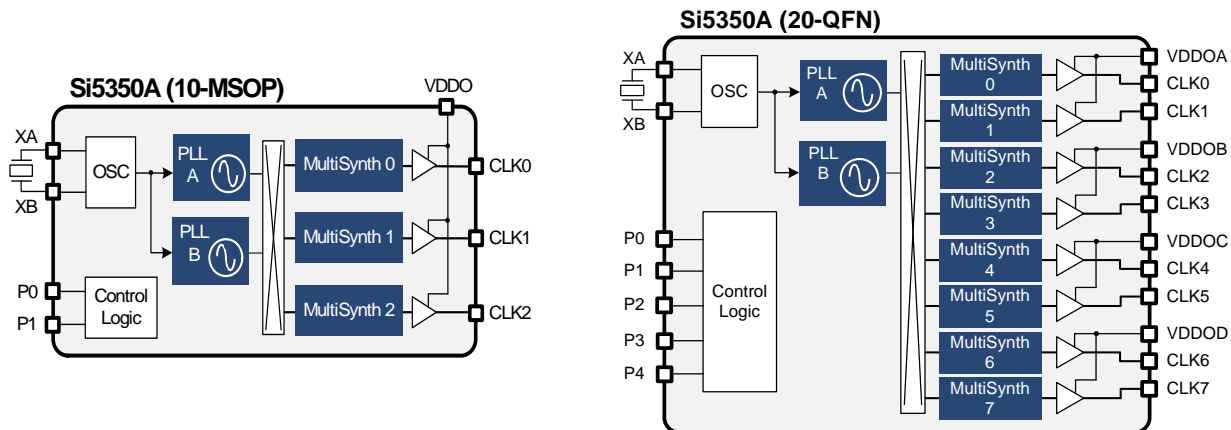 Si5350A (10-MSOP)
VDDO
XA
XB
OSC
PLL
A
PLL
B
MultiSynth 0
MultiSynth 1
MultiSynth 2
CLK0
CLK1
CLK2
P0
P1
Control
Logic
Si5350A (20-QFN)
XA
XB
OSC
PLL
A
PLL
B
MultiSynth
0
MultiSynth
1
MultiSynth
2
MultiSynth
3
MultiSynth
4
MultiSynth
5
MultiSynth
6
MultiSynth
7
VDDOA
CLK0
CLK1
VDDOB
CLK2
CLK3
VDDOC
CLK4
CLK5
VDDOD
CLK6
CLK7
P0
P1
P2
P3
P4
Control
Logic